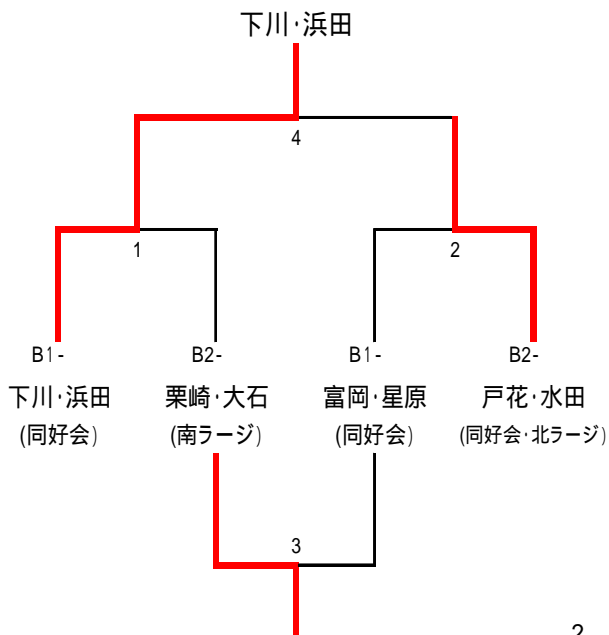 下川・浜田
4
1
2
B1-
B2-
B1-
B2-
下川・浜田
栗崎・大石
富岡・星原
戸花・水田
(同好会)
(南ラージ)
(同好会)
(同好会・北ラージ)
3
2